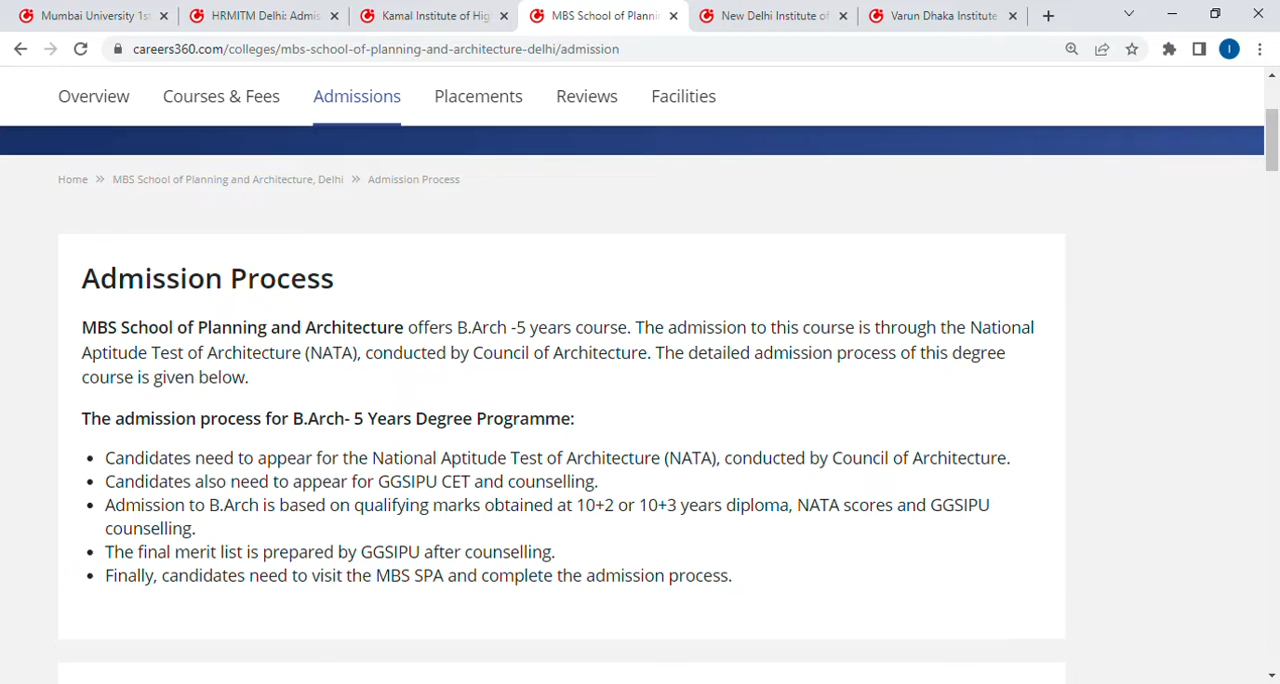 Mumbai University 1st
HRMITM Delhi: Admis
Kamal Institute of Hig
MBS School of Plannin
New Delhi Institute of
Varun Dhaka Institute
careers360.com/colleges/mbs-school-of-planning-and-architecture-delhi/admission
I
Overview Courses & Fees Admissions Placements Reviews Facilities
Home » MBS School of Planning and Architecture, Delhi » Admission Process
Admission Process
MBS School of Planning and Architecture offers B.Arch -5 years course. The admission to this course is through the National
Aptitude Test of Architecture (NATA), conducted by Council of Architecture. The detailed admission process of this degree
course is given below.
The admission process for B.Arch- 5 Years Degree Programme:
• Candidates need to appear for the National Aptitude Test of Architecture (NATA), conducted by Council of Architecture.
• Candidates also need to appear for GGSIPU CET and counselling.
• Admission to B.Arch is based on qualifying marks obtained at 10+2 or 10+3 years diploma, NATA scores and GGSIPU
counselling.
• The final merit list is prepared by GGSIPU after counselling.
• Finally, candidates need to visit the MBS SPA and complete the admission process.